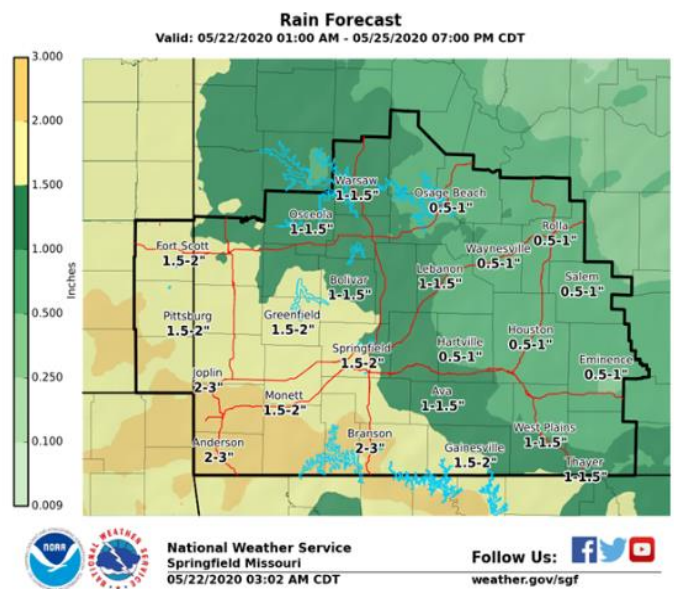 Rain Forecast
Valid: 05/22/2020 01:00 AM - 05/25/2020 07:00 PM CDT
3.000
2.000
1.500
1.000
0.500
0.250
0.100
0.009
Inches
Warsaw
1-1.5"
Osage Beach
0.5-1"
Osceola
1-1.5"
Rolla
0.5-1"
Fort Scott
1.5-2"
Waynesville
0.5-1"
Lebanon
1-1.5"
Salem
0.5-1"
Bolivar
1-1.5"
Pittsburg
1.5-2"
Greenfield
1.5-2"
Houston
0.5-1"
Hartville
0.5-1"
Springfield
1.5-2"
Eminence
0.5-1"
Joplin
2-3"
Monett
1.5-2"
Ava
1-1.5"
Anderson
2-3"
Branson
2-3"
West Plains
1-1.5"
Gainesville
1.5-2"
Thayer
1-1.5"
NOAA
NATIONAL WEATHER SERVICE
National Weather Service
Springfield Missouri
05/22/2020 03:02 AM CDT
Follow Us:
weather.gov/sgf